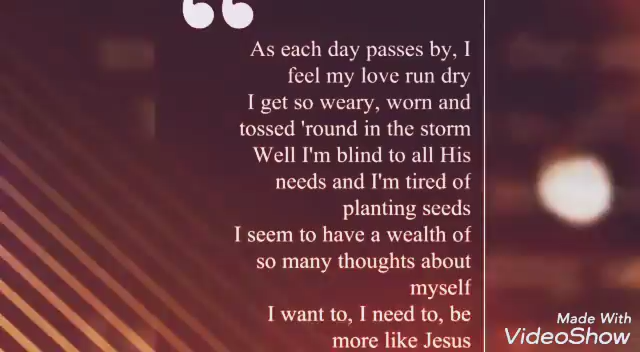 As each day passes by, I
feel my love run dry
I get so weary, worn and
tossed 'round in the storm
Well I'm blind to all His
needs and I'm tired of
planting seeds
I seem to have a wealth of
so many thoughts about
myself
I want to, I need to, be
more like Jesus
Made With
VideoShow